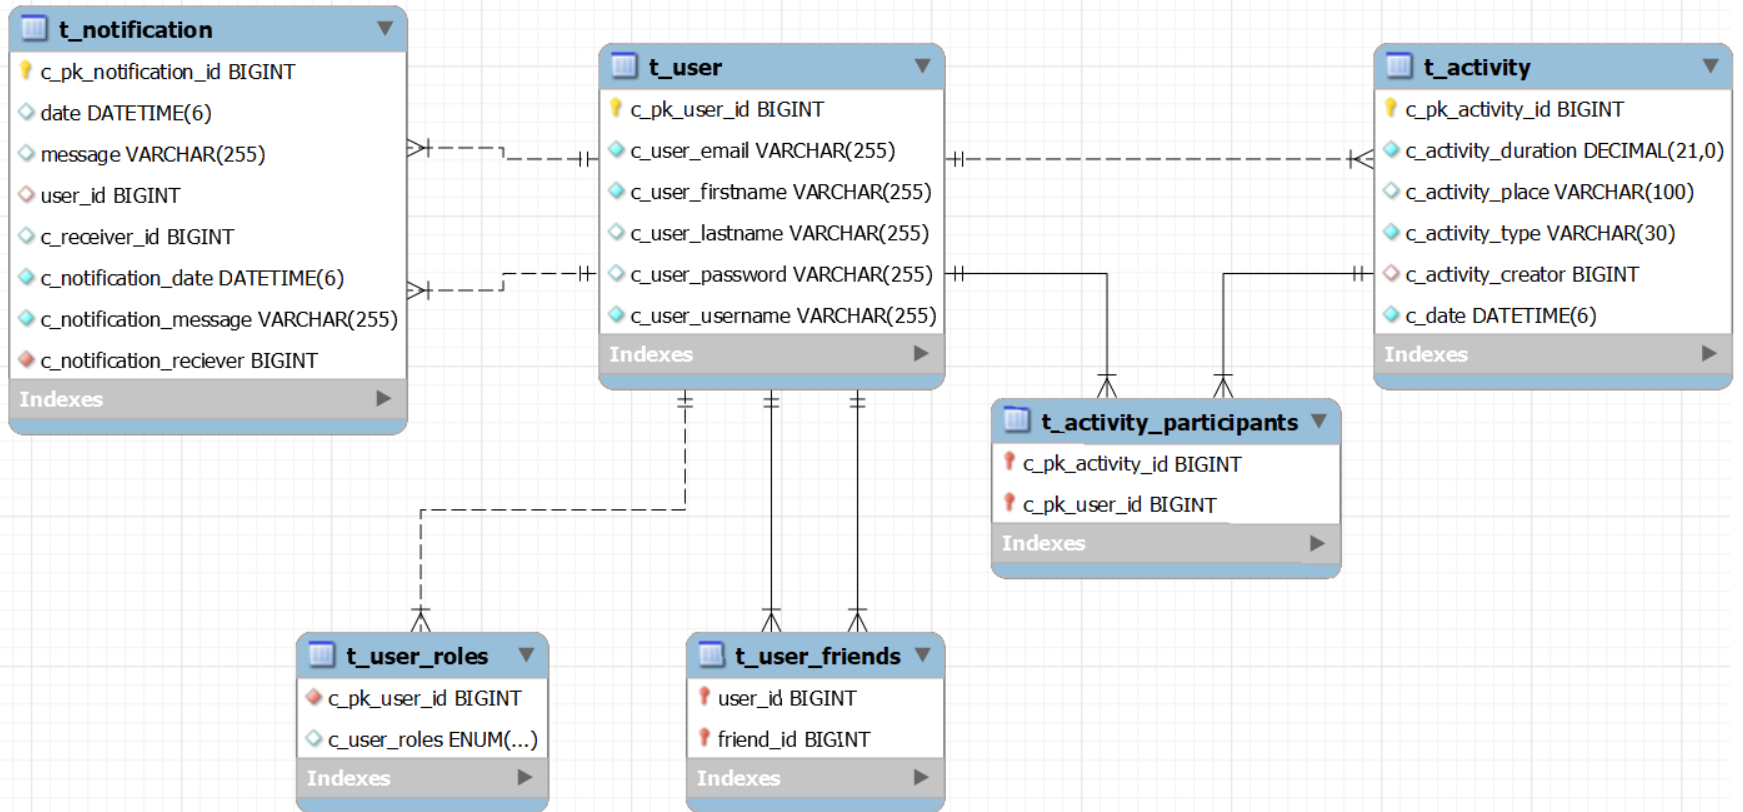 t_notification
c_pk_notification_id BIGINT
date DATETIME(6)
message VARCHAR(255)
user_id BIGINT
c_receiver_id BIGINT
c_notification_date DATETIME(6)
c_notification_message VARCHAR(255)
c_notification_reciever BIGINT
Indexes
t_user
c_pk_user_id BIGINT
c_user_email VARCHAR(255)
c_user_firstname VARCHAR(255)
c_user_lastname VARCHAR(255)
c_user_password VARCHAR(255)
c_user_username VARCHAR(255)
Indexes
t_activity
c_pk_activity_id BIGINT
c_activity_duration DECIMAL(21,0)
c_activity_place VARCHAR(100)
c_activity_type VARCHAR(30)
c_activity_creator BIGINT
c_date DATETIME(6)
Indexes
t_activity_participants
c_pk_activity_id BIGINT
c_pk_user_id BIGINT
Indexes
t_user_roles
c_pk_user_id BIGINT
c_user_roles ENUM(...)
Indexes
t_user_friends
user_id BIGINT
friend_id BIGINT
Indexes